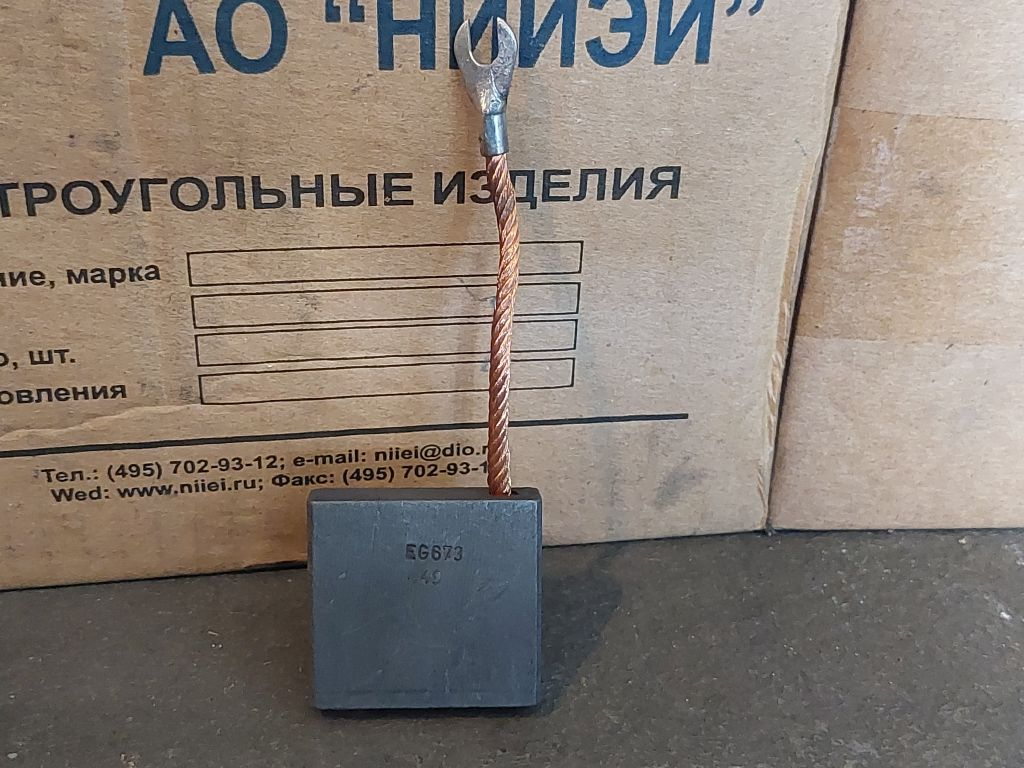 АО “НИИЭИ”
ТРОУГОЛЬНЫЕ ИЗДЕЛИЯ
ние, марка
о, шт.
овления
Тел.: (495) 702-93-12; e-mail: niiei@dio.r
Wed: www.niiei.ru; Факс: (495) 702-93-1
EG673
49